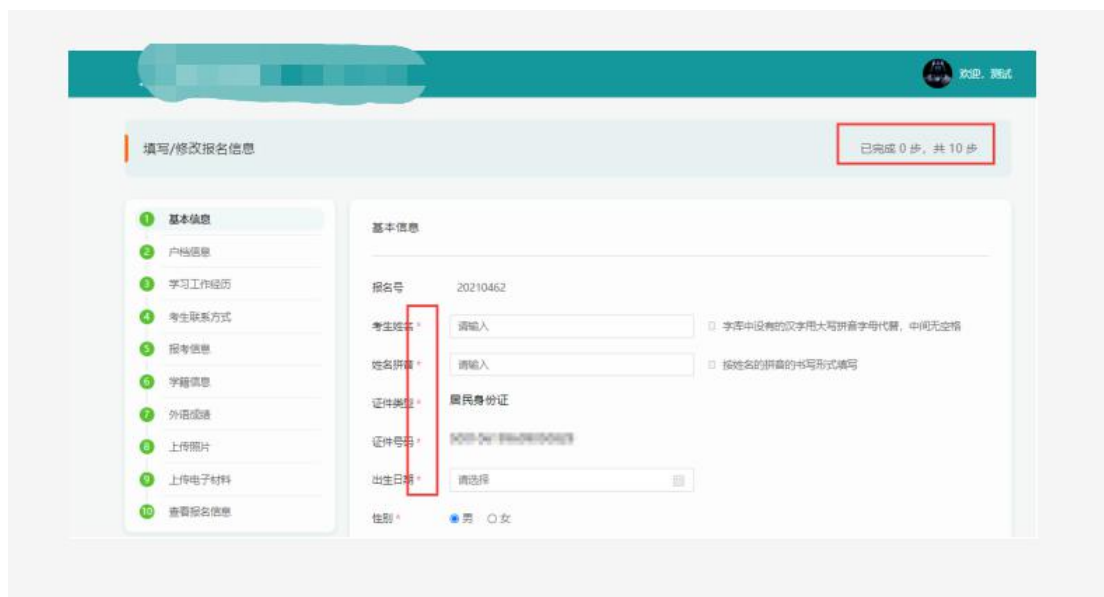 欢迎, 测试
填写/修改报名信息
已完成 0 步, 共 10 步
1 基本信息
2 户档信息
3 学习工作经历
4 考生联系方式
5 报考信息
6 学籍信息
7 外语成绩
8 上传照片
9 上传电子材料
10 查看报名信息
基本信息
报名号 20210462
考生姓名 * 请输入 字库中没有的汉字用大写拼音字母代替, 中间无空格
姓名拼音 * 请输入 按姓名的拼音的书写形式填写
证件类型 * 居民身份证
证件号码 *
出生日期 * 请选择
性别 * 男 女